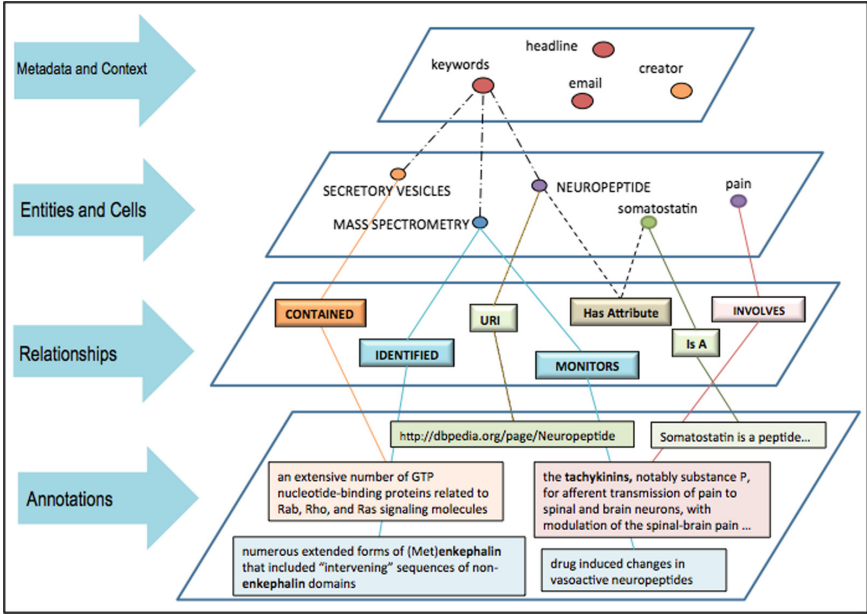 Metadata and Context
headline
keywords
creator
email
Entities and Cells
SECRETORY VESICLES
NEUROPEPTIDE
pain
MASS SPECTROMETRY
somatostatin
Relationships
CONTAINED
URI
Has Attribute
INVOLVES
IDENTIFIED
MONITORS
Is A
Annotations
http://dbpedia.org/page/Neuropeptide
Somatostatin is a peptide...
an extensive number of GTP
nucleotide-binding proteins related to
Rab, Rho, and Ras signaling molecules
the tachykinins, notably substance P,
for afferent transmission of pain to
spinal and brain neurons, with
modulation of the spinal-brain pain ...
numerous extended forms of (Met)enkephalin
that included "intervening" sequences of non-
enkephalin domains
drug induced changes in
vasoactive neuropeptides